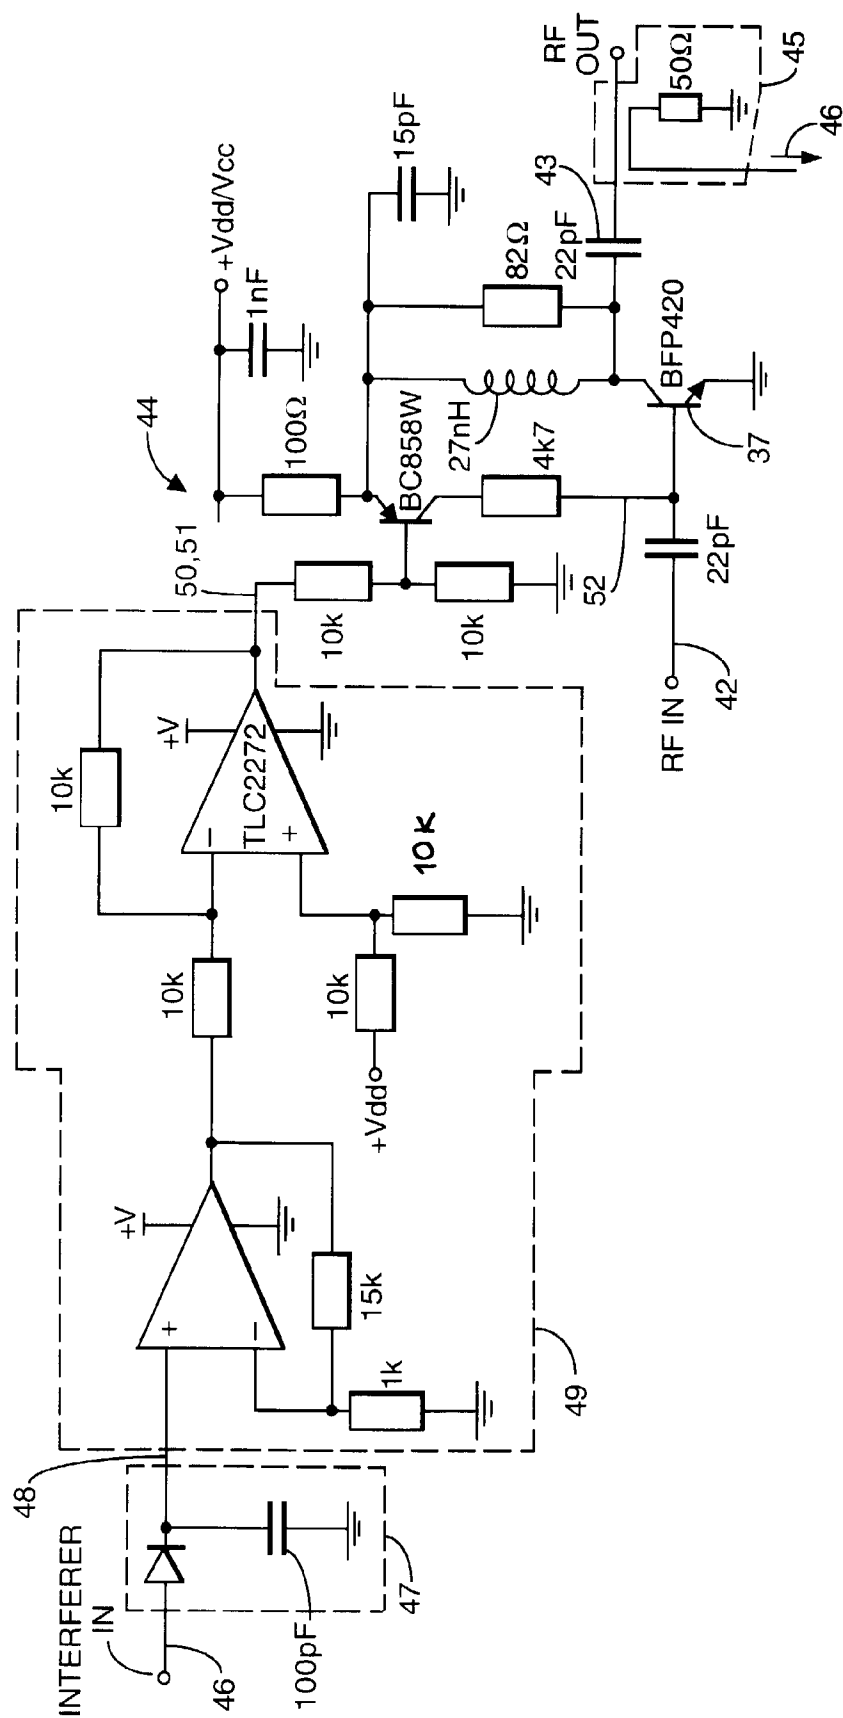 INTERFERER
IN
46
48
100pF
47
+V
+
−
15k
1k
49
10k
10k
+V
−
+
TLC2272
+Vdd
10k
10K
50,51
44
10k
10k
100Ω
+Vdd/Vcc
1nF
15pF
BC858W
27nH
4k7
82Ω
22pF
43
RF
OUT
50Ω
45
46
BFP420
37
52
22pF
42
RF IN